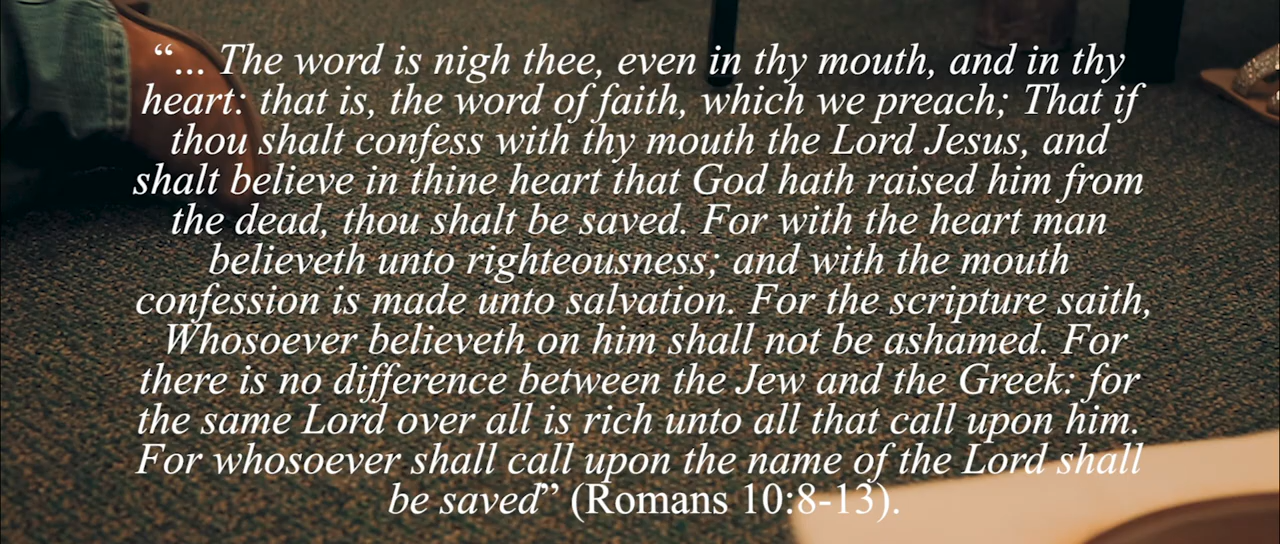 “... The word is nigh thee, even in thy mouth, and in thy
heart: that is, the word of faith, which we preach; That if
thou shalt confess with thy mouth the Lord Jesus, and
shalt believe in thine heart that God hath raised him from
the dead, thou shalt be saved. For with the heart man
believeth unto righteousness; and with the mouth
confession is made unto salvation. For the scripture saith,
Whosoever believeth on him shall not be ashamed. For
there is no difference between the Jew and the Greek: for
the same Lord over all is rich unto all that call upon him.
For whosoever shall call upon the name of the Lord shall
be saved” (Romans 10:8-13).